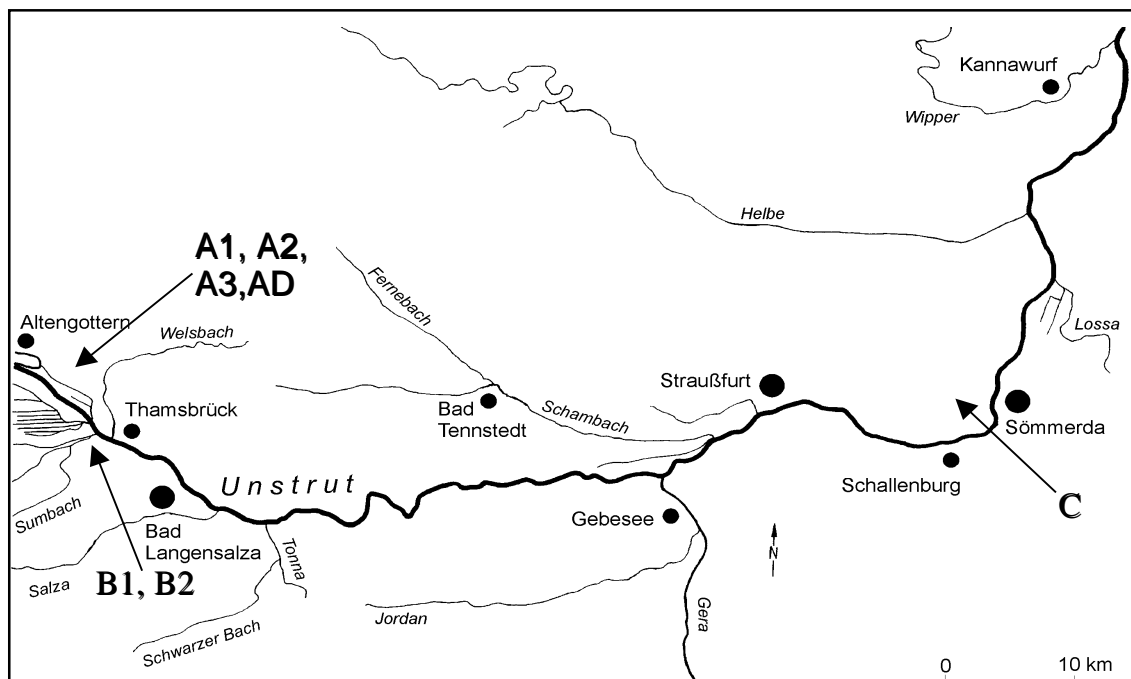 Kannawurf
Wipper
Helbe
A1, A2,
A3,AD
Fernebach
Altengottern
Welsbach
Lossa
Straußfurt
Thamsbrück
Bad
Tennstedt
Schambach
Sömmerda
Unstrut
Schallenburg
C
Sumbach
Bad
Langensalza
Gebesee
N
Tonna
Salza
B1, B2
Jordan
Gera
Schwarzer Bach
0 10 km